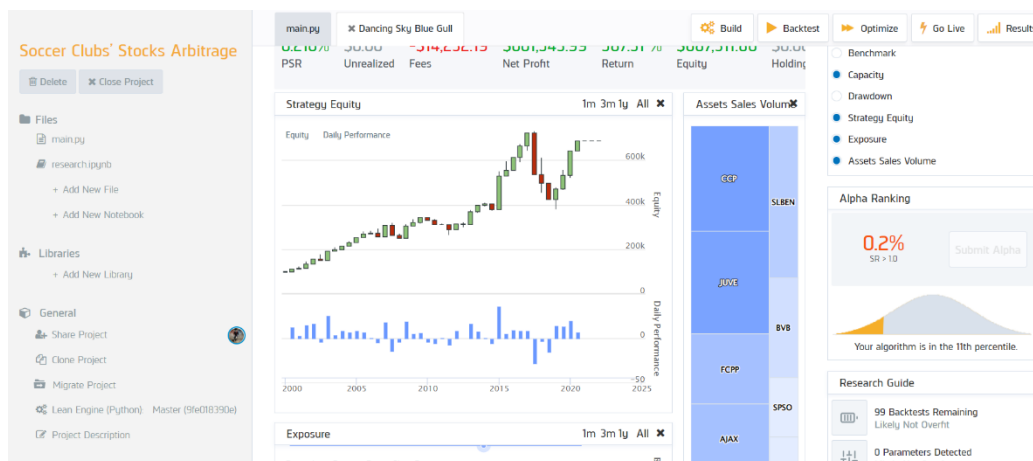 main.py
Dancing Sky Blue Gull
Build
Backtest
Optimize
Go Live
Results
Soccer Clubs' Stocks Arbitrage
Delete
Close Project
Files
main.py
research.ipynb
+ Add New File
+ Add New Notebook
Libraries
+ Add New Library
General
Share Project
Clone Project
Migrate Project
Lean Engine (Python) Master (9fe018390e)
Project Description
PSR
Unrealized
Fees
Net Profit
Return
Equity
Holding
Strategy Equity
1m 3m 1y All
Equity Daily Performance
600k
400k
200k
0
Equity
0
-50
Daily Performance
2000 2005 2010 2015 2020 2025
Exposure
1m 3m 1y All
Assets Sales Volum
CCP
SLBEN
JUVE
BVB
FCPP
SPSO
AJAX
Benchmark
Capacity
Drawdown
Strategy Equity
Exposure
Assets Sales Volume
Alpha Ranking
0.2%
SR > 1.0
Submit Alpha
Your algorithm is in the 11th percentile.
Research Guide
99 Backtests Remaining
Likely Not Overfit
0 Parameters Detected